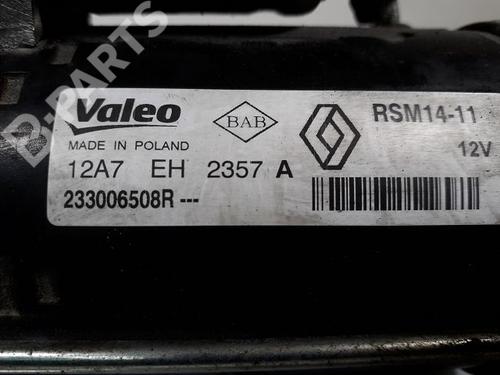 B-PARTS
Valeo
BAB
RSM14-11
MADE IN POLAND
12V
12A7 EH 2357 A
233006508R ---